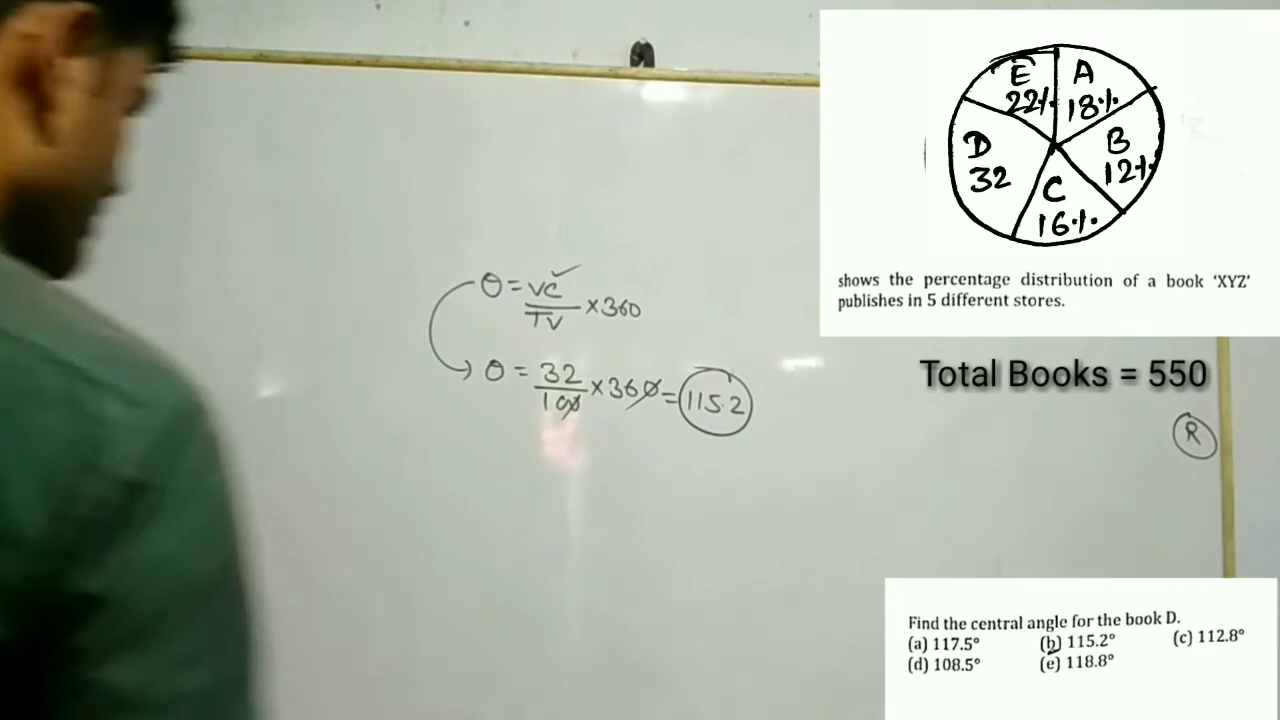 E
22%
A
18%
B
12%
C
16%
D
32
shows the percentage distribution of a book ‘XYZ’
publishes in 5 different stores.
Total Books = 550
R
θ = VC/TV × 360
θ = 32/100 × 360 = 115.2
Find the central angle for the book D.
(a) 117.5° (b) 115.2° (c) 112.8°
(d) 108.5° (e) 118.8°